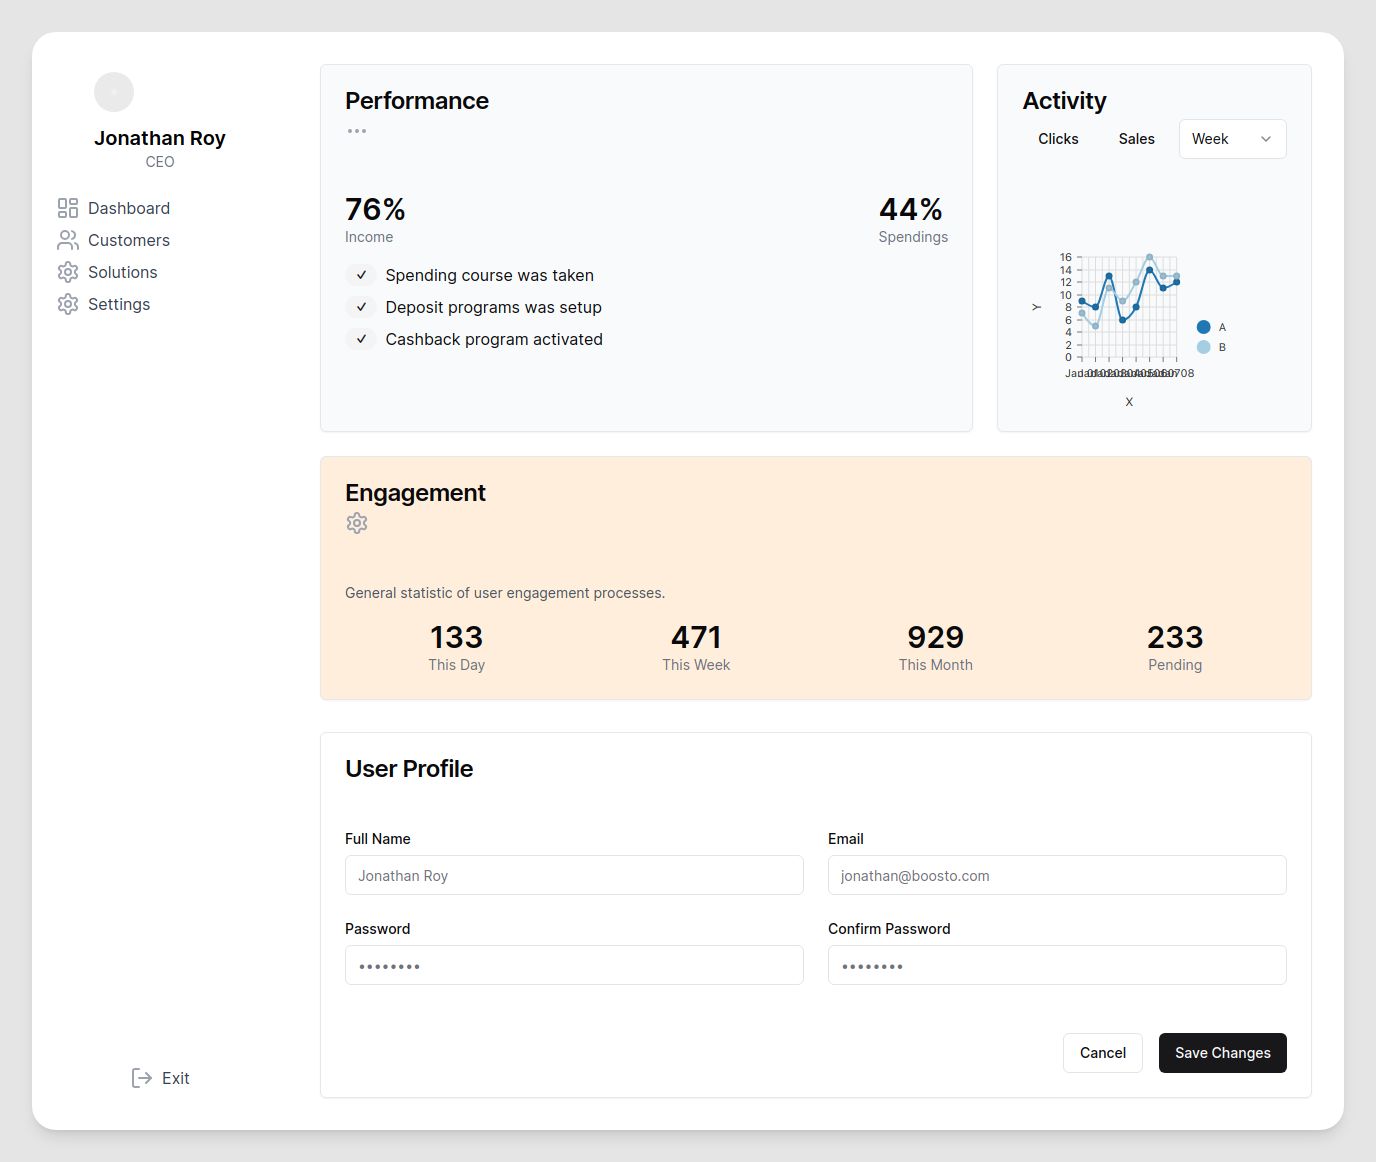 Jonathan Roy
CEO
Dashboard
Customers
Solutions
Settings
Exit
Performance
76%
Income
44%
Spendings
Spending course was taken
Deposit programs was setup
Cashback program activated
Activity
Clicks Sales Week
16
14
12
10
8
6
4
2
0
Y
X
A
B
Engagement
General statistic of user engagement processes.
133 471 929 233
This Day This Week This Month Pending
User Profile
Full Name Email
Jonathan Roy jonathan@boosto.com
Password Confirm Password
•••••••• ••••••••
Cancel Save Changes